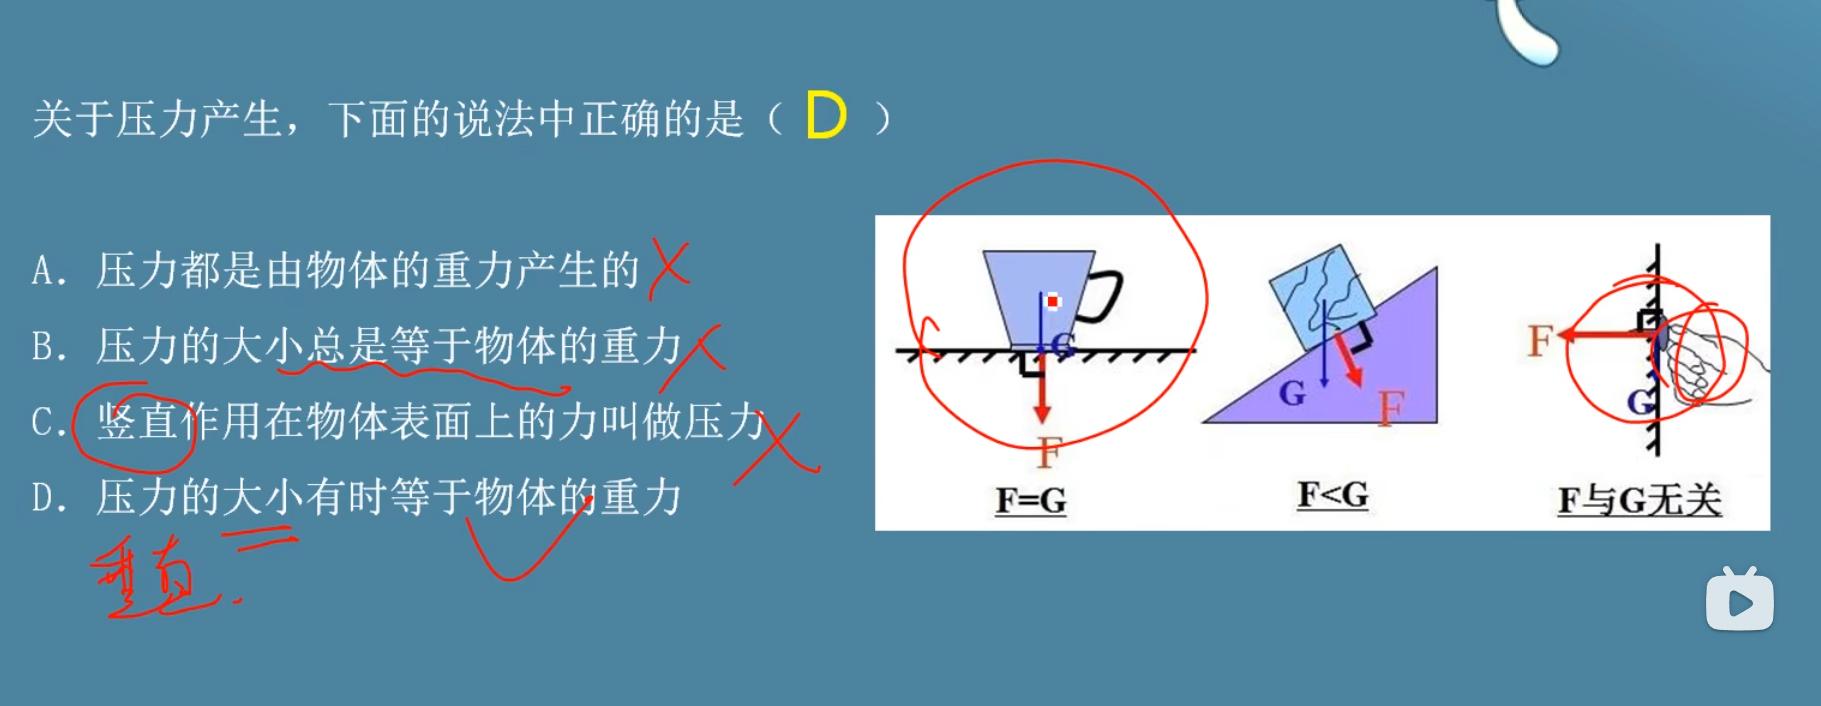 关于压力产生，下面的说法中正确的是（ D ）
A．压力都是由物体的重力产生的
B．压力的大小总是等于物体的重力
C．竖直作用在物体表面上的力叫做压力
D．压力的大小有时等于物体的重力
垂直
G
F
F=G
G
F
F<G
F
G
F与G无关